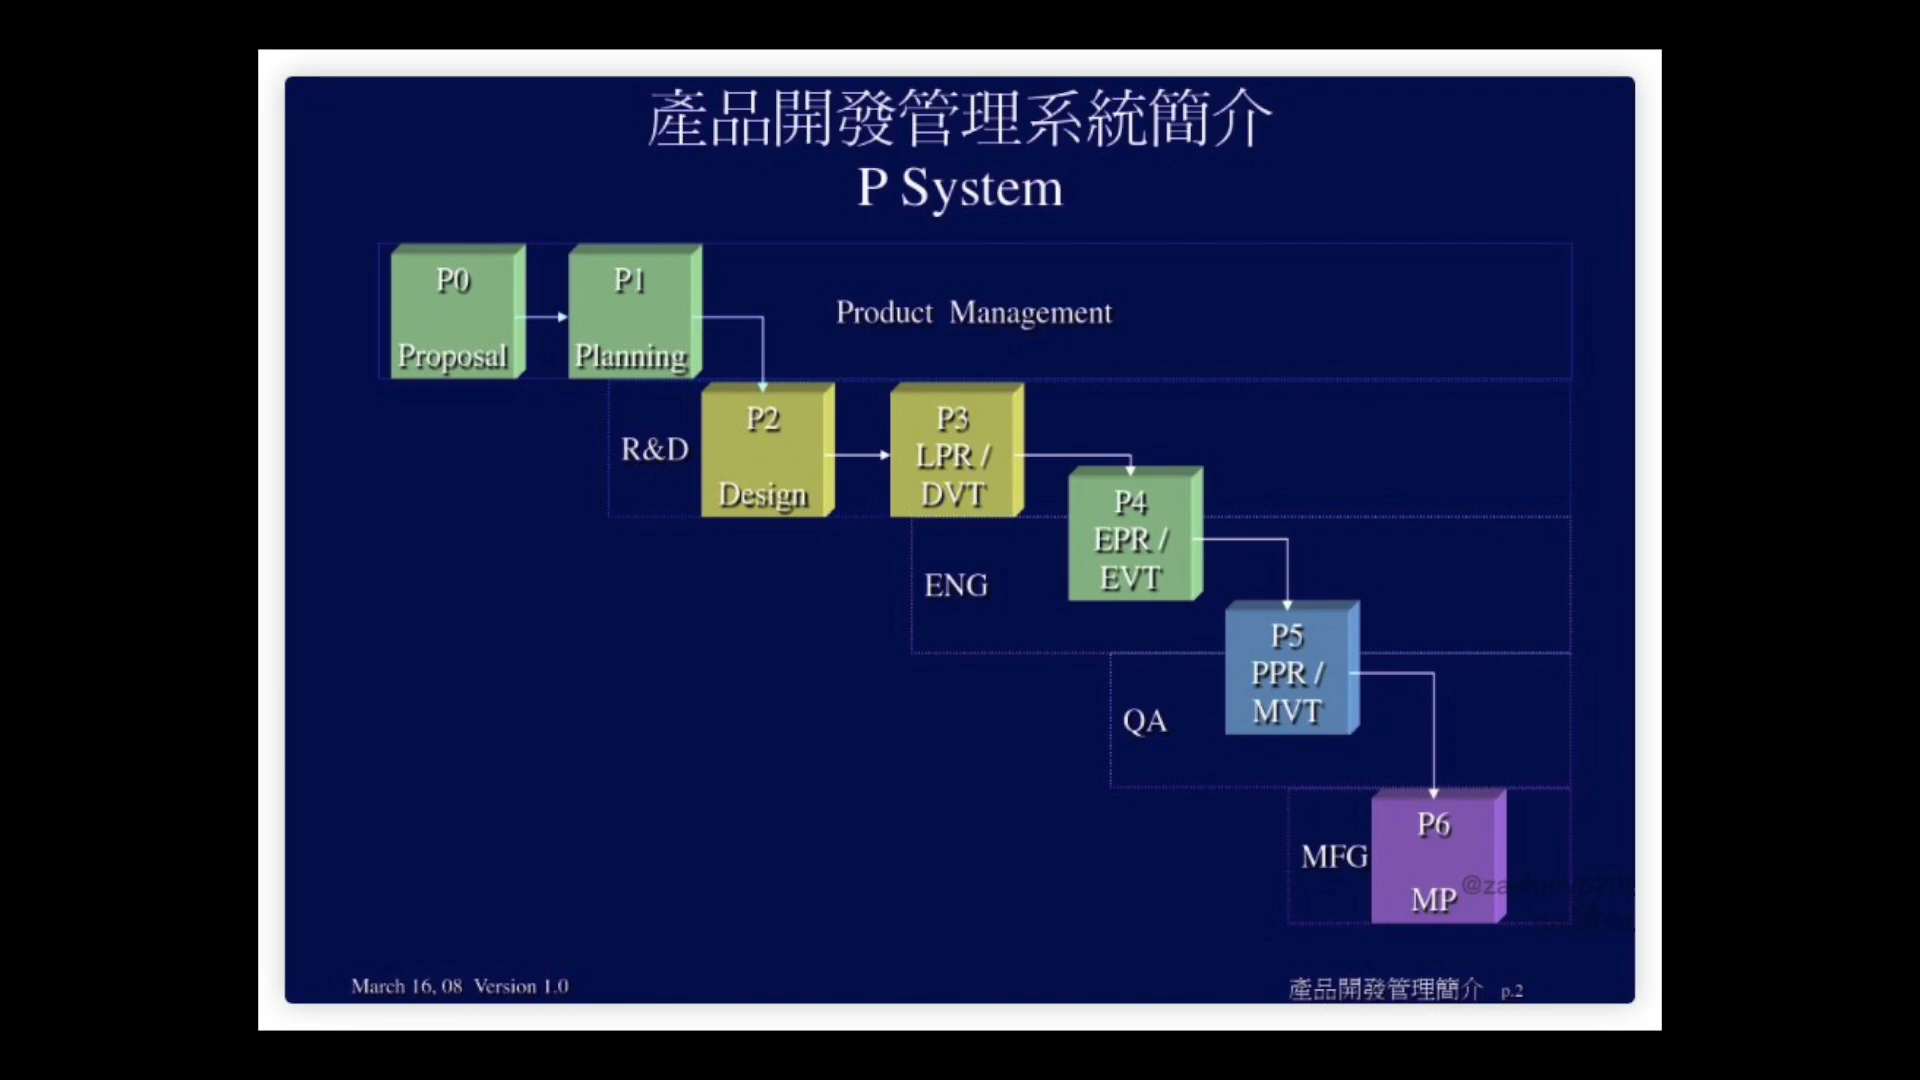 產品開發管理系統簡介
P System
P0
Proposal
P1
Planning
Product Management
R&D
P2
Design
P3
LPR /
DVT
P4
EPR /
EVT
ENG
P5
PPR /
MVT
QA
MFG
P6
MP
March 16, 08 Version 1.0
產品開發管理簡介 p.2